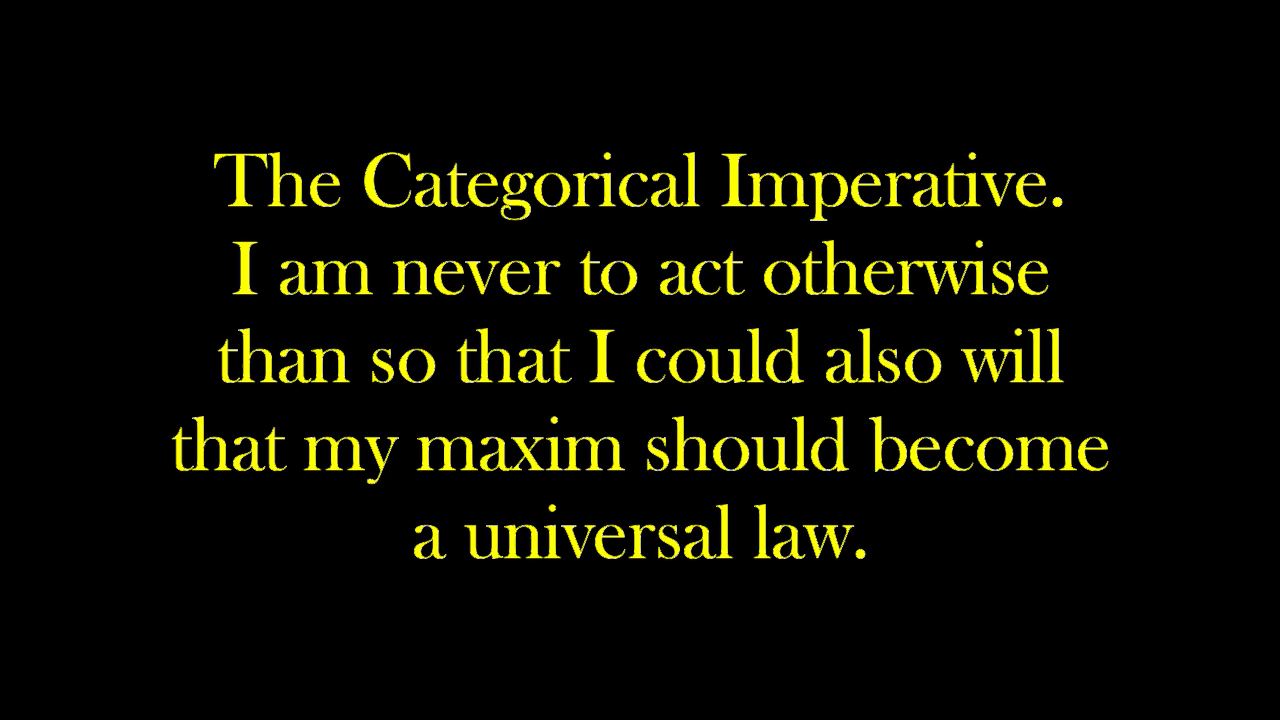 The Categorical Imperative.
I am never to act otherwise
than so that I could also will
that my maxim should become
a universal law.